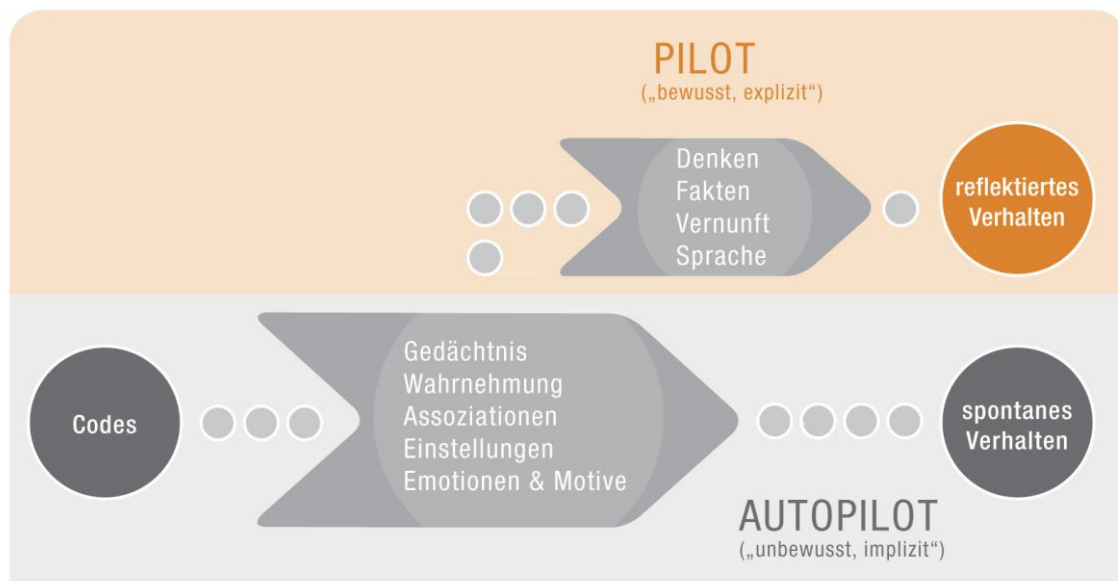 PILOT
(„bewusst, explizit“)
Denken
Fakten
Vernunft
Sprache
reflektiertes
Verhalten
Codes
Gedächtnis
Wahrnehmung
Assoziationen
Einstellungen
Emotionen & Motive
spontanes
Verhalten
AUTOPILOT
(„unbewusst, implizit“)